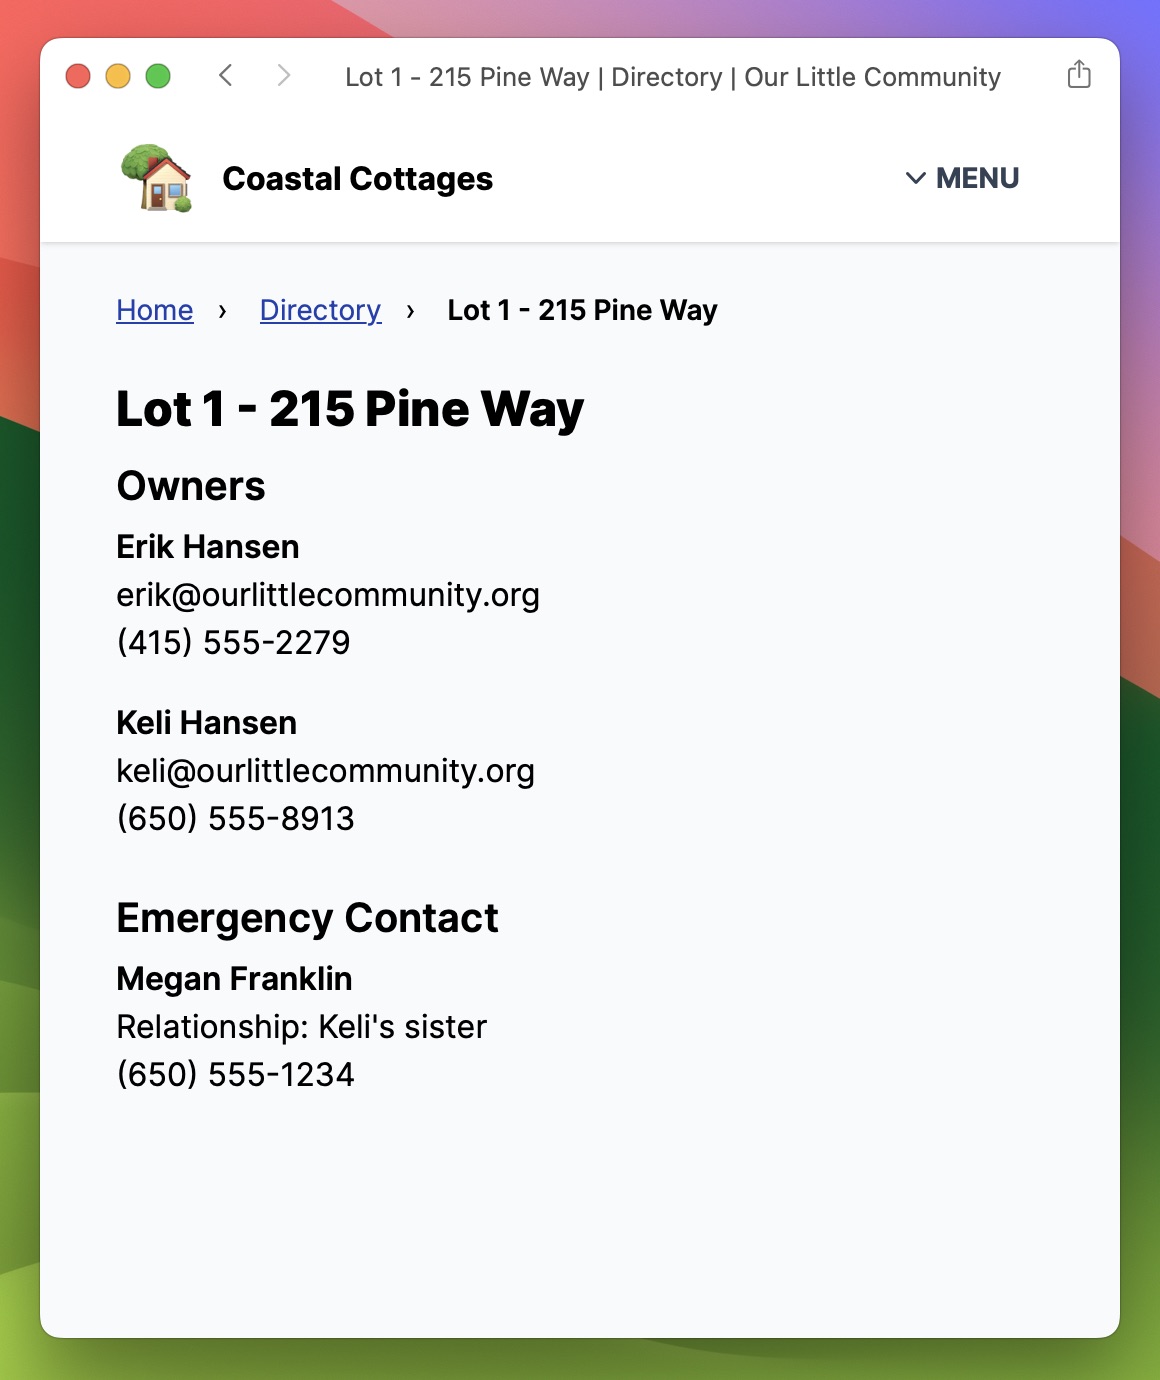 Lot 1 - 215 Pine Way | Directory | Our Little Community
Coastal Cottages
MENU
Home › Directory › Lot 1 - 215 Pine Way
Lot 1 - 215 Pine Way
Owners
Erik Hansen
erik@ourlittlecommunity.org
(415) 555-2279
Keli Hansen
keli@ourlittlecommunity.org
(650) 555-8913
Emergency Contact
Megan Franklin
Relationship: Keli's sister
(650) 555-1234